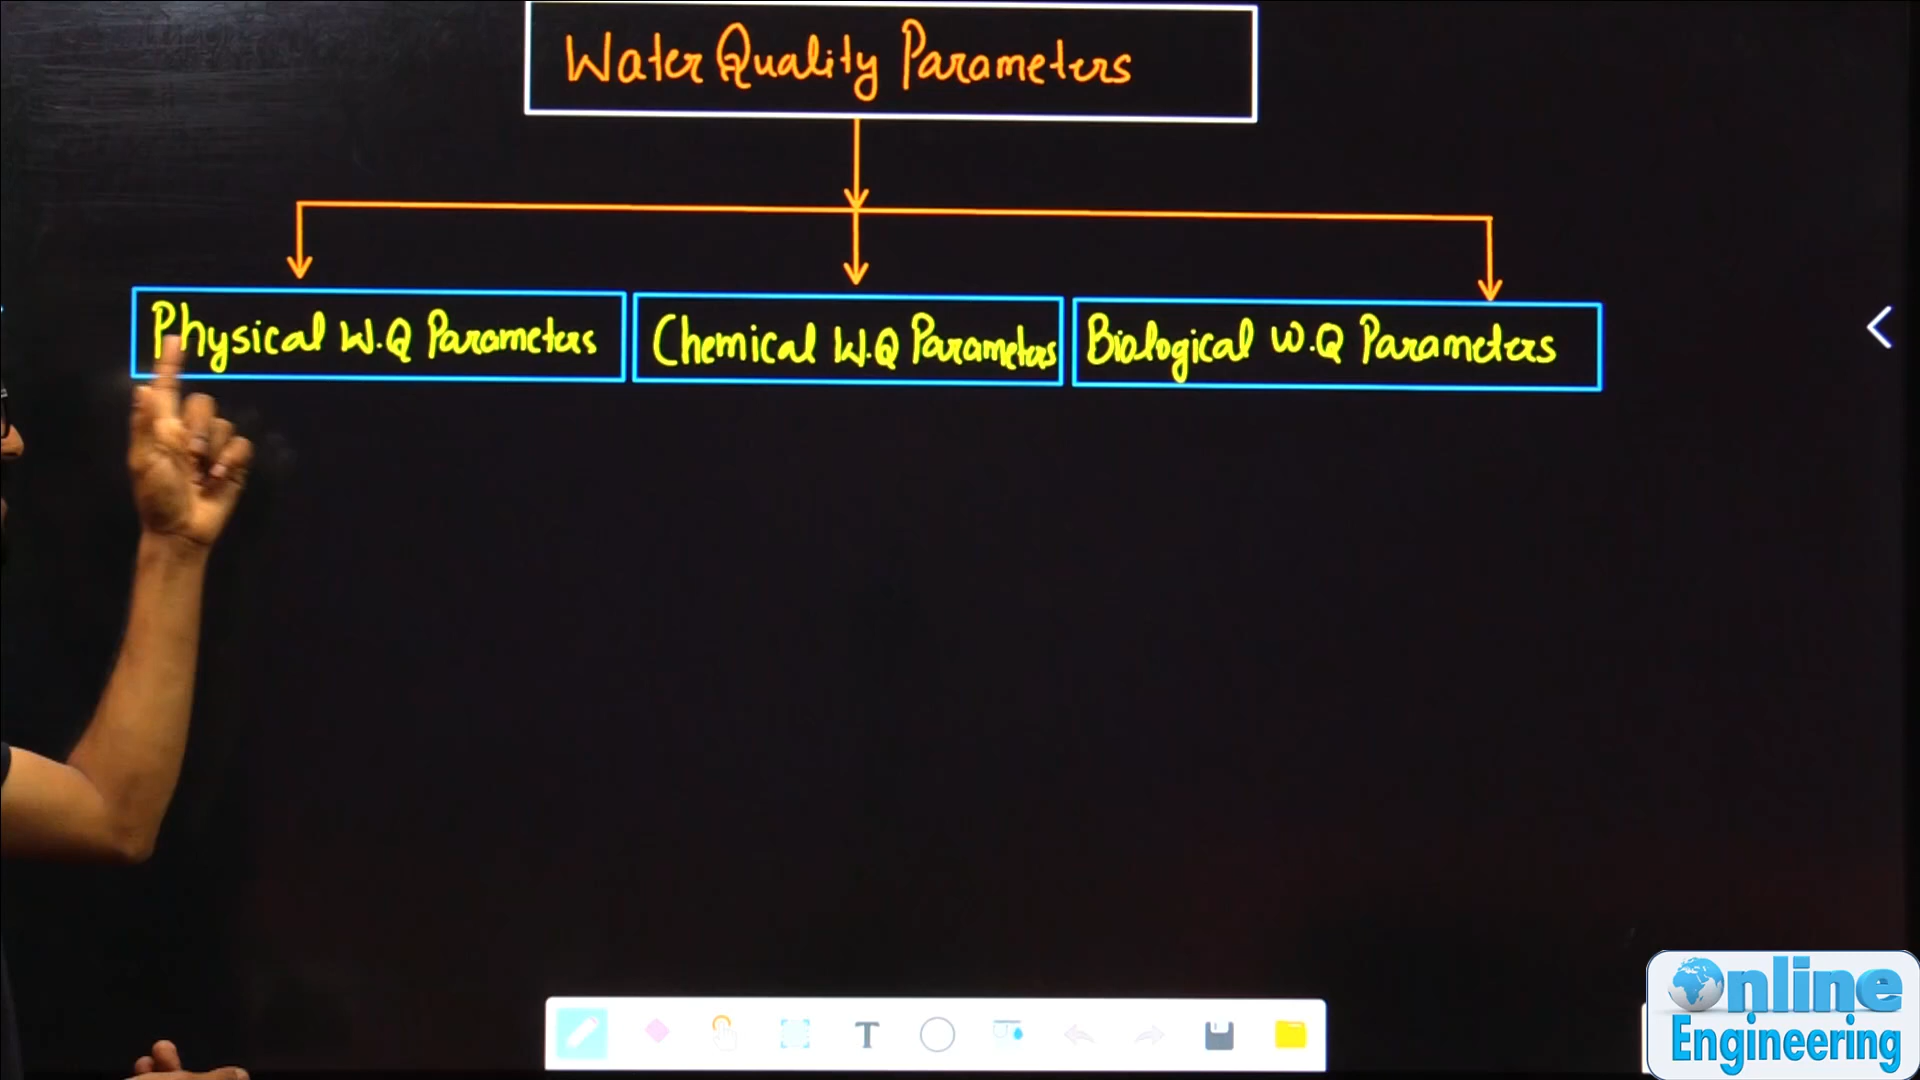 Water Quality Parameters
Physical W.Q Parameters
Chemical W.Q Parameters
Biological W.Q Parameters
T
Online
Engineering